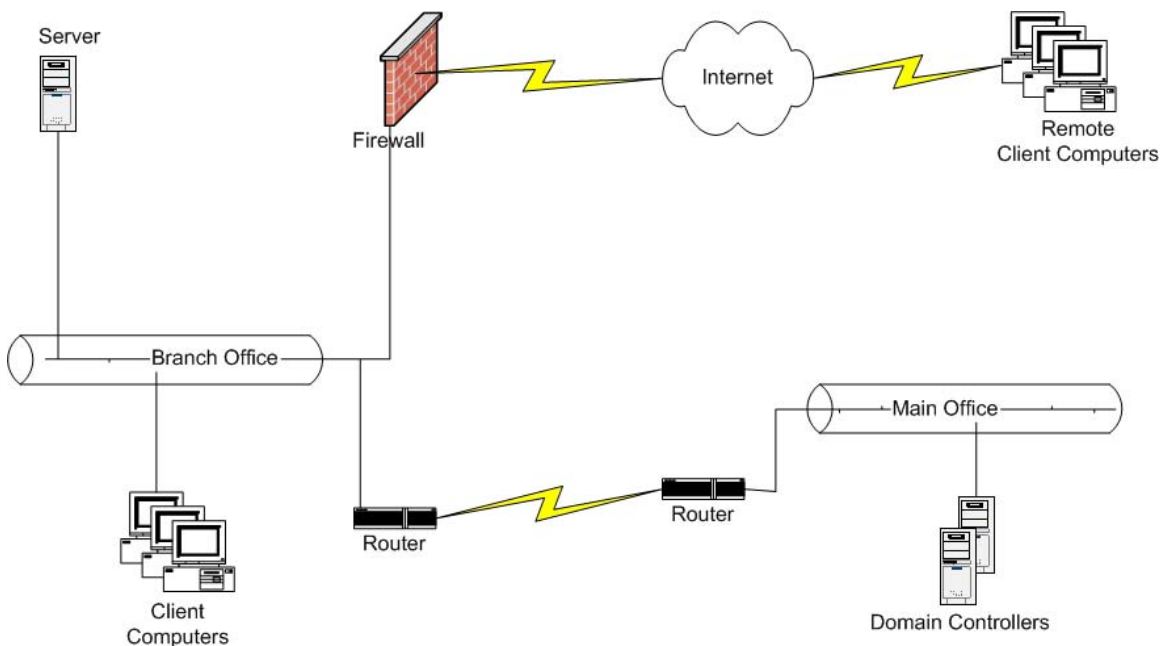 Server
Firewall
Internet
Remote
Client Computers
Branch Office
Main Office
Router
Router
Client
Computers
Domain Controllers